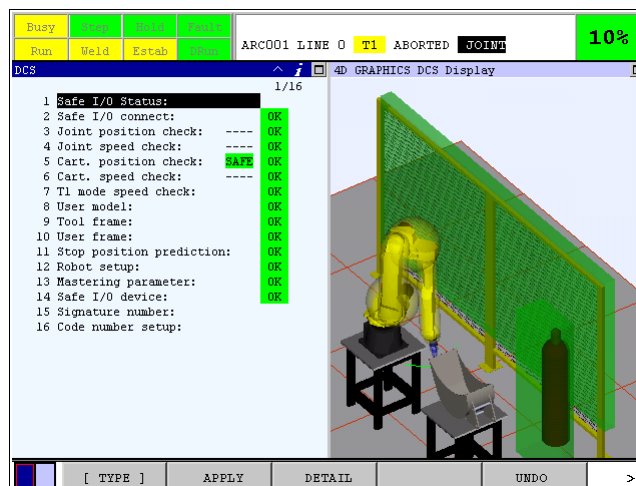 Busy Step Hold Fault
Run Weld Estab
ARC001 LINE 0 T1 ABORTED JOINT
10%
DCS
1/16
1 Safe I/O Status:
2 Safe I/O connect: OK
3 Joint position check: ---- OK
4 Joint speed check: ---- OK
5 Cart. position check: SAFE OK
6 Cart. speed check: ---- OK
7 T1 mode speed check: OK
8 User model: OK
9 Tool frame: OK
10 User frame: OK
11 Stop position prediction: OK
12 Robot setup: OK
13 Mastering parameter: OK
14 Safe I/O device: OK
15 Signature number:
16 Code number setup:
4D GRAPHICS DCS Display
[ TYPE ] APPLY DETAIL UNDO >